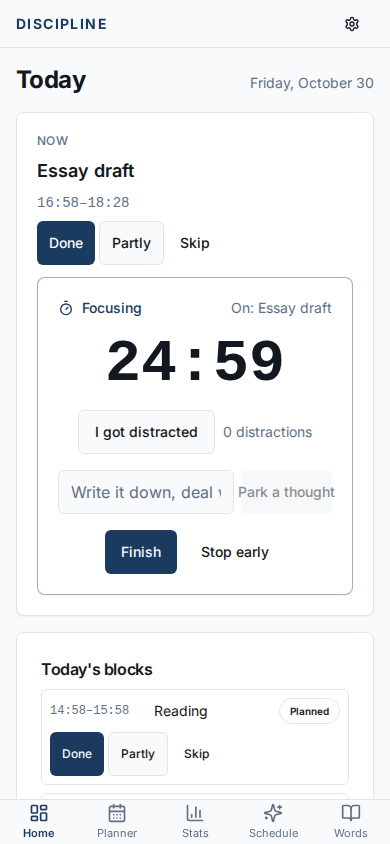 DISCIPLINE
Today
Friday, October 30
NOW
Essay draft
16:58–18:28
Done Partly Skip
Focusing On: Essay draft
24:59
I got distracted 0 distractions
Write it down, deal Park a thought
Finish Stop early
Today's blocks
14:58–15:58 Reading Planned
Done Partly Skip
Home Planner Stats Schedule Words